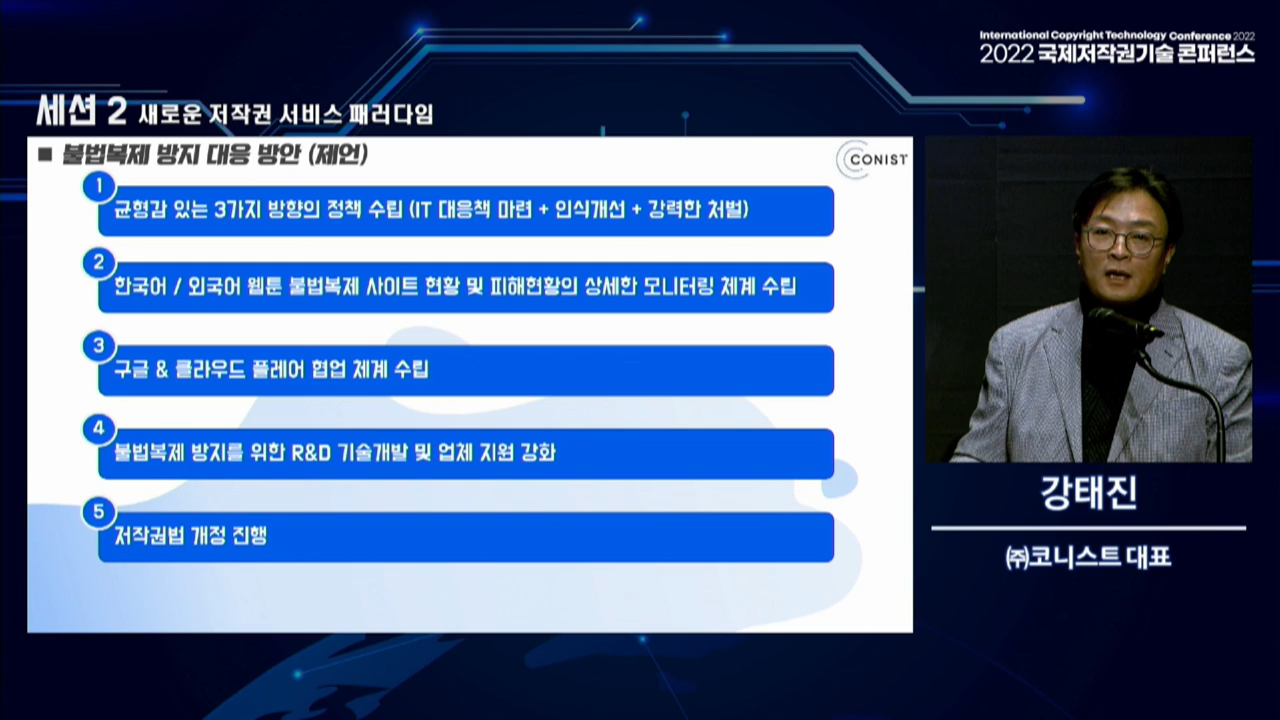 International Copyright Technology Conference 2022
2022 국제저작권기술 콘퍼런스
세션 2 새로운 저작권 서비스 패러다임
■ 불법복제 방지 대응 방안 (제언)
CONIST
1
균형감 있는 3가지 방향의 정책 수립 (IT 대응책 마련 + 인식개선 + 강력한 처벌)
2
한국어 / 외국어 웹툰 불법복제 사이트 현황 및 피해현황의 상세한 모니터링 체계 수립
3
구글 & 클라우드 플레어 협업 체계 수립
4
불법복제 방지를 위한 R&D 기술개발 및 업체 지원 강화
5
저작권법 개정 진행
강태진
㈜코니스트 대표